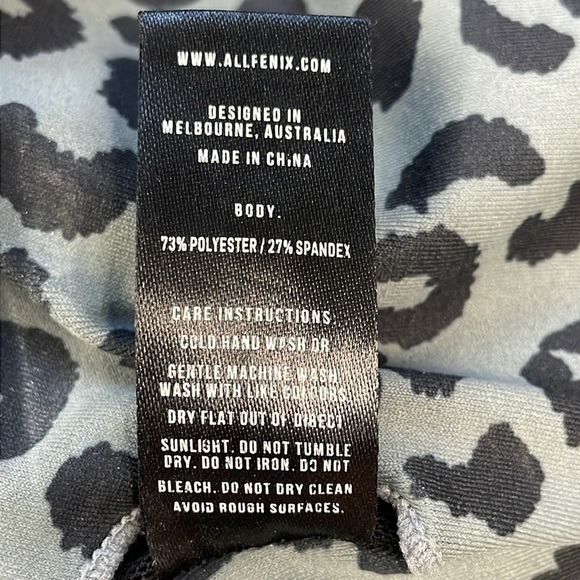 WWW.ALLFENIX.COM
DESIGNED IN
MELBOURNE, AUSTRALIA
MADE IN CHINA
BODY.
73% POLYESTER / 27% SPANDEX
CARE INSTRUCTIONS
COLD HAND WASH OR
GENTLE MACHINE WASH
WASH WITH LIKE COLOURS
DRY FLAT OUT OF DIRECT
SUNLIGHT. DO NOT TUMBLE
DRY. DO NOT IRON. DO NOT
BLEACH. DO NOT DRY CLEAN
AVOID ROUGH SURFACES.